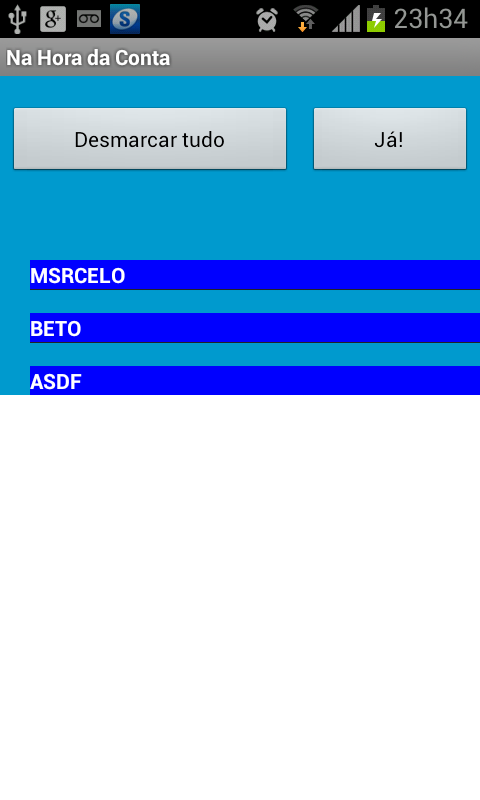 23h34
Na Hora da Conta
Desmarcar tudo
Já!
MSRCELO
BETO
ASDF